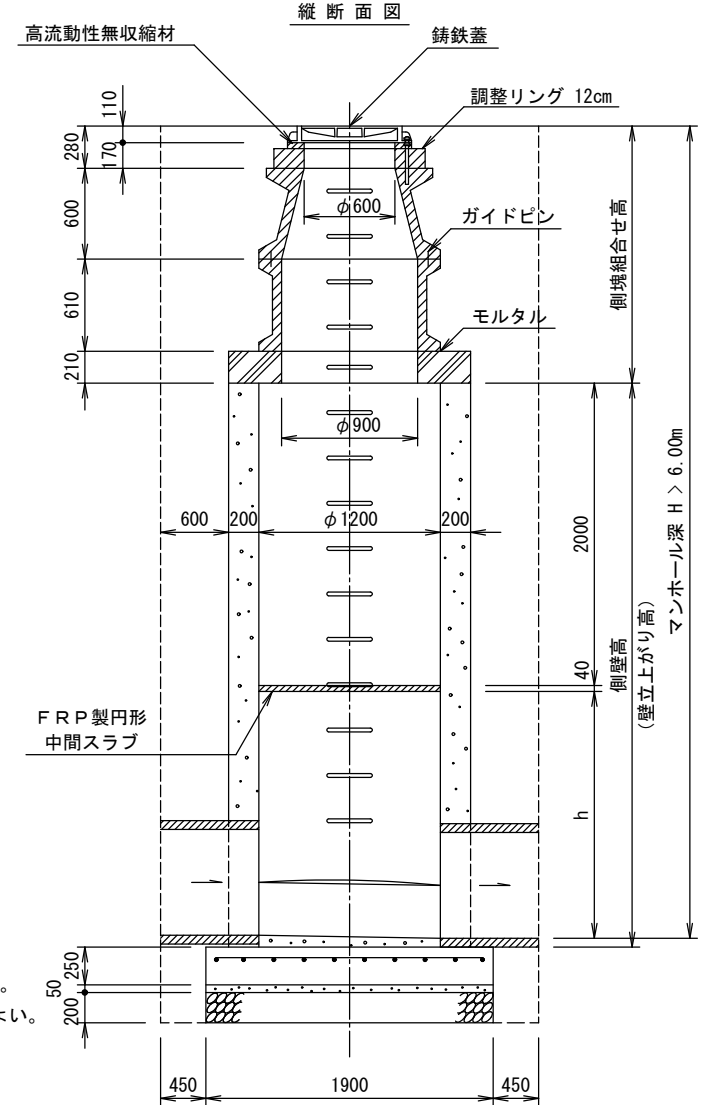 縦断面図
高流動性無収縮材
鋳鉄蓋
調整リング 12cm
110
280
170
600
φ600
ガイドピン
610
モルタル
210
側塊組合せ高
φ900
600
200
φ1200
200
2000
マンホール深 H > 6.00m
40
側壁高
(壁立上がり高)
FRP製円形
中間スラブ
h
250
50
200
。
よい。
450
1900
450